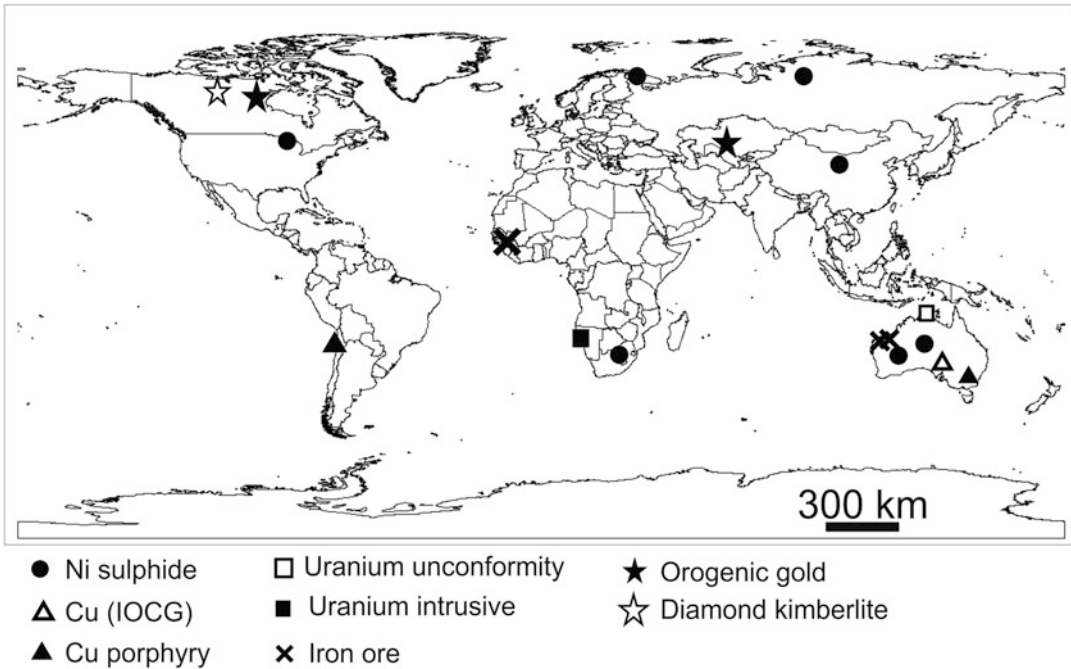 300 km
Ni sulphide
Uranium unconformity
Orogenic gold
Cu (IOCG)
Uranium intrusive
Diamond kimberlite
Cu porphyry
Iron ore